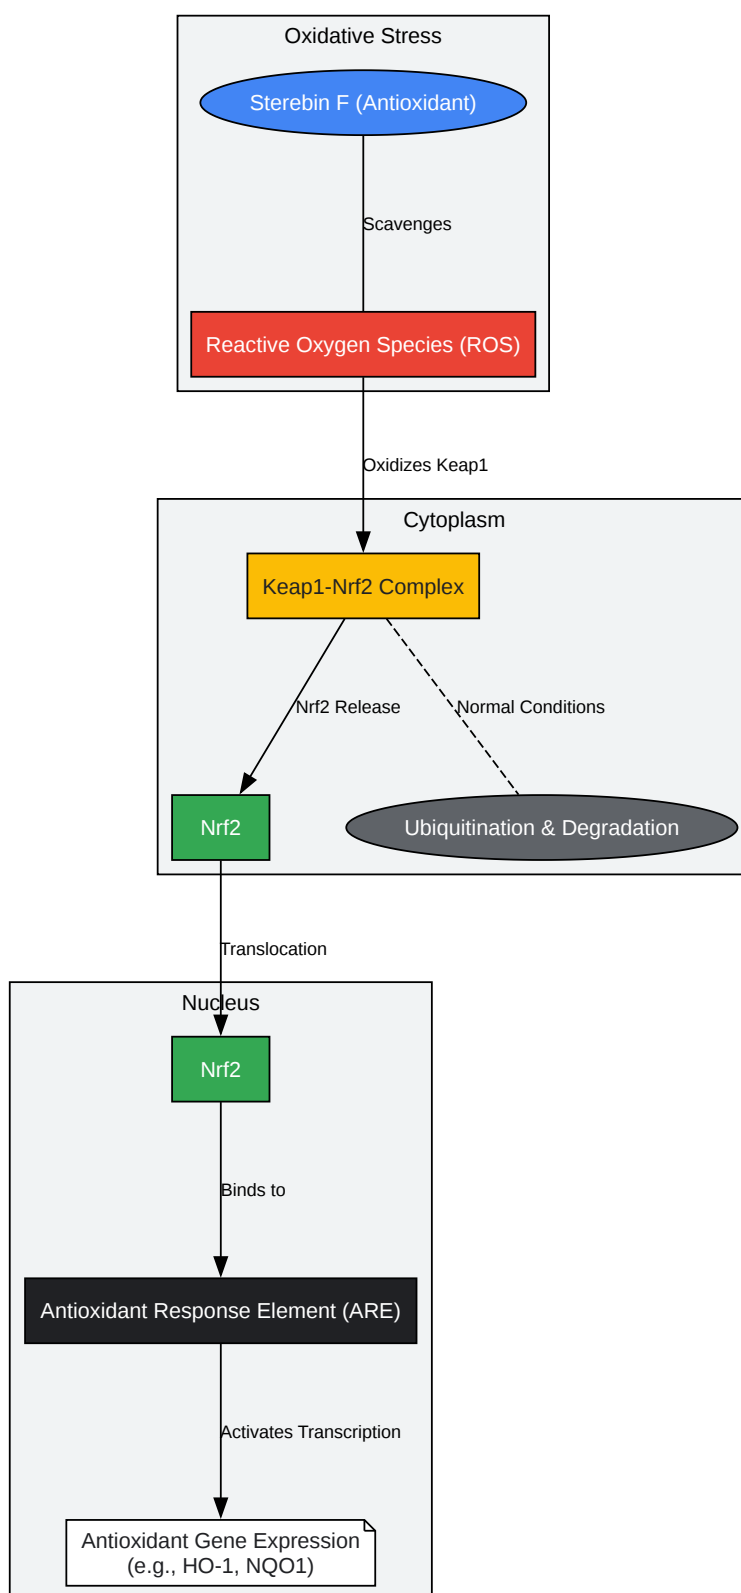 Oxidative Stress
Sterebin F (Antioxidant)
Scavenges
Reactive Oxygen Species (ROS)
Oxidizes Keap1
Cytoplasm
Keap1-Nrf2 Complex
Nrf2 Release
Normal Conditions
Nrf2
Ubiquitination & Degradation
Translocation
Nucleus
Nrf2
Binds to
Antioxidant Response Element (ARE)
Activates Transcription
Antioxidant Gene Expression
(e.g., HO-1, NQO1)